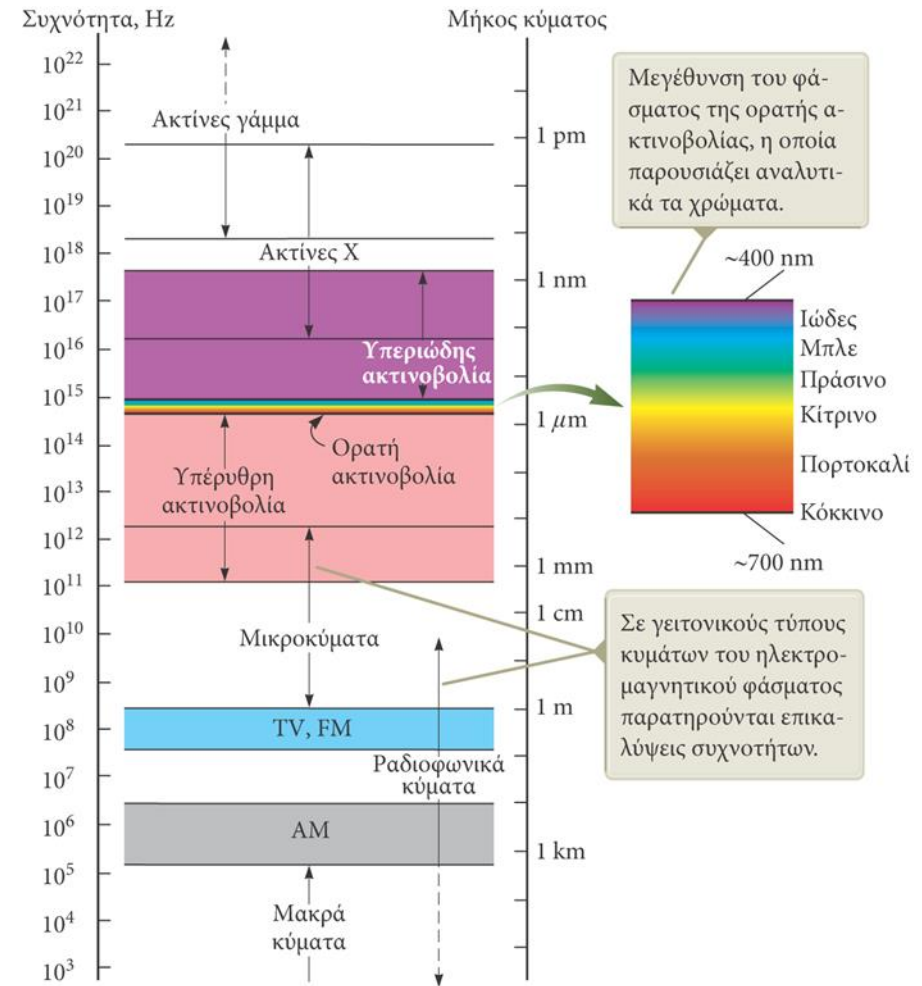 Συχνότητα, Hz
Μήκος κύματος
10²²
10²¹
10²⁰
10¹⁹
10¹⁸
10¹⁷
10¹⁶
10¹⁵
10¹⁴
10¹³
10¹²
10¹¹
10¹⁰
10⁹
10⁸
10⁷
10⁶
10⁵
10⁴
10³
Ακτίνες γάμμα
Ακτίνες Χ
Υπεριώδης
ακτινοβολία
Ορατή
ακτινοβολία
Υπέρυθρη
ακτινοβολία
Μικροκύματα
TV, FM
Ραδιοφωνικά
κύματα
AM
Μακρά
κύματα
1 pm
1 nm
1 μm
1 mm
1 cm
1 m
1 km
Μεγέθυνση του φά-
σματος της ορατής α-
κτινοβολίας, η οποία
παρουσιάζει αναλυτι-
κά τα χρώματα.
~400 nm
Ιώδες
Μπλε
Πράσινο
Κίτρινο
Πορτοκαλί
Κόκκινο
~700 nm
Σε γειτονικούς τύπους
κυμάτων του ηλεκτρο-
μαγνητικού φάσματος
παρατηρούνται επικα-
λύψεις συχνοτήτων.